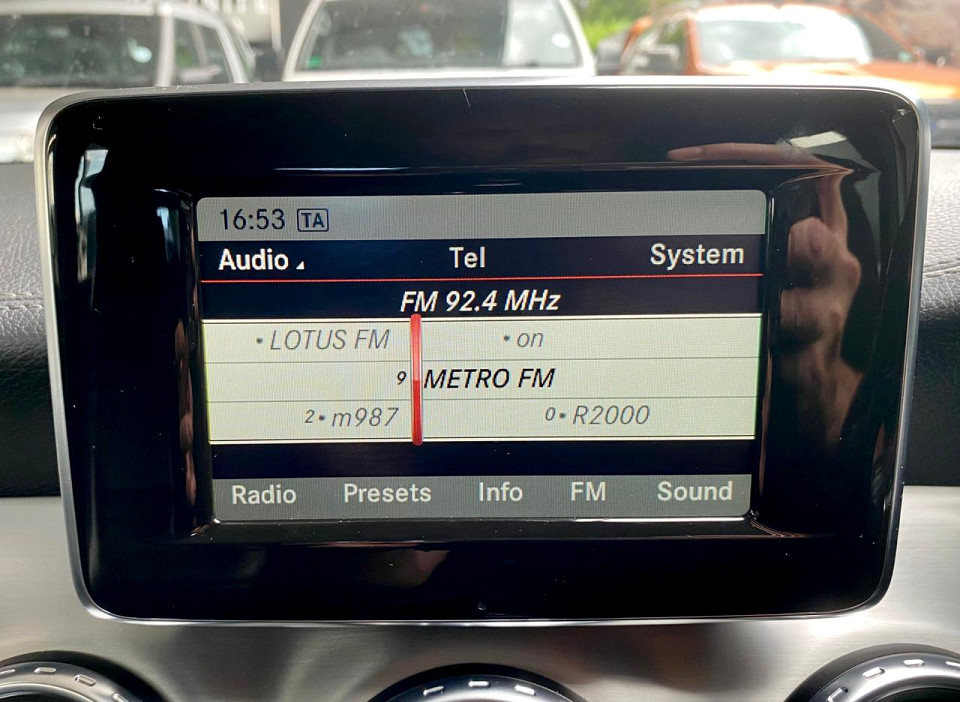 16:53 TA
Audio Tel System
FM 92.4 MHz
• LOTUS FM • on
9 METRO FM
2• m987 0• R2000
Radio Presets Info FM Sound